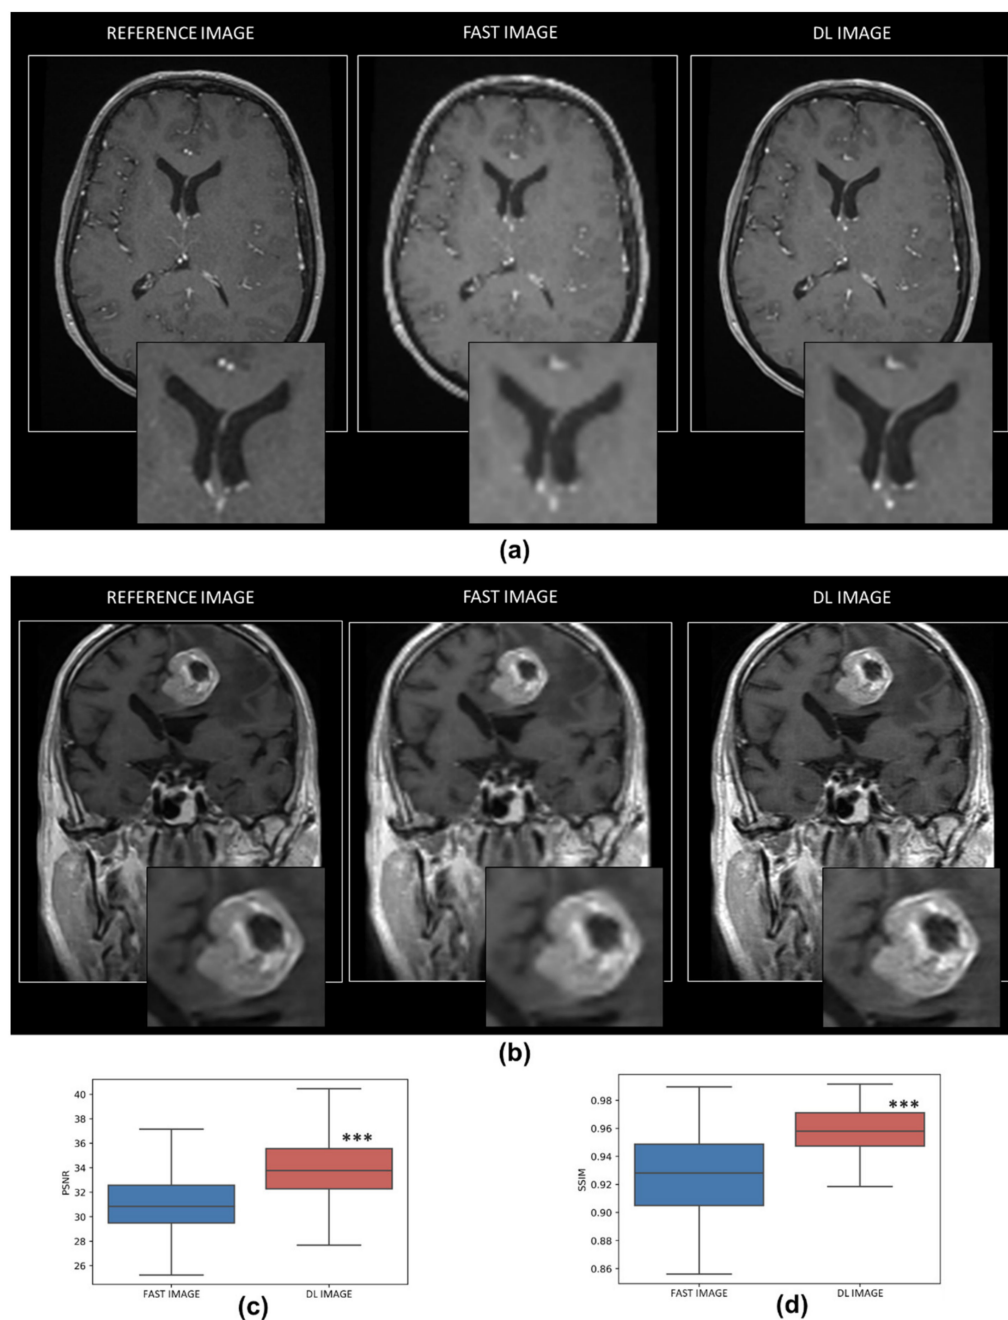 REFERENCE IMAGE FAST IMAGE DL IMAGE
(a)
REFERENCE IMAGE FAST IMAGE DL IMAGE
(b)
40
38
36
34
32
30
28
26
PSNR
***
FAST IMAGE DL IMAGE
(c)
0.98
0.96
0.94
0.92
0.90
0.88
0.86
SSIM
***
FAST IMAGE DL IMAGE
(d)